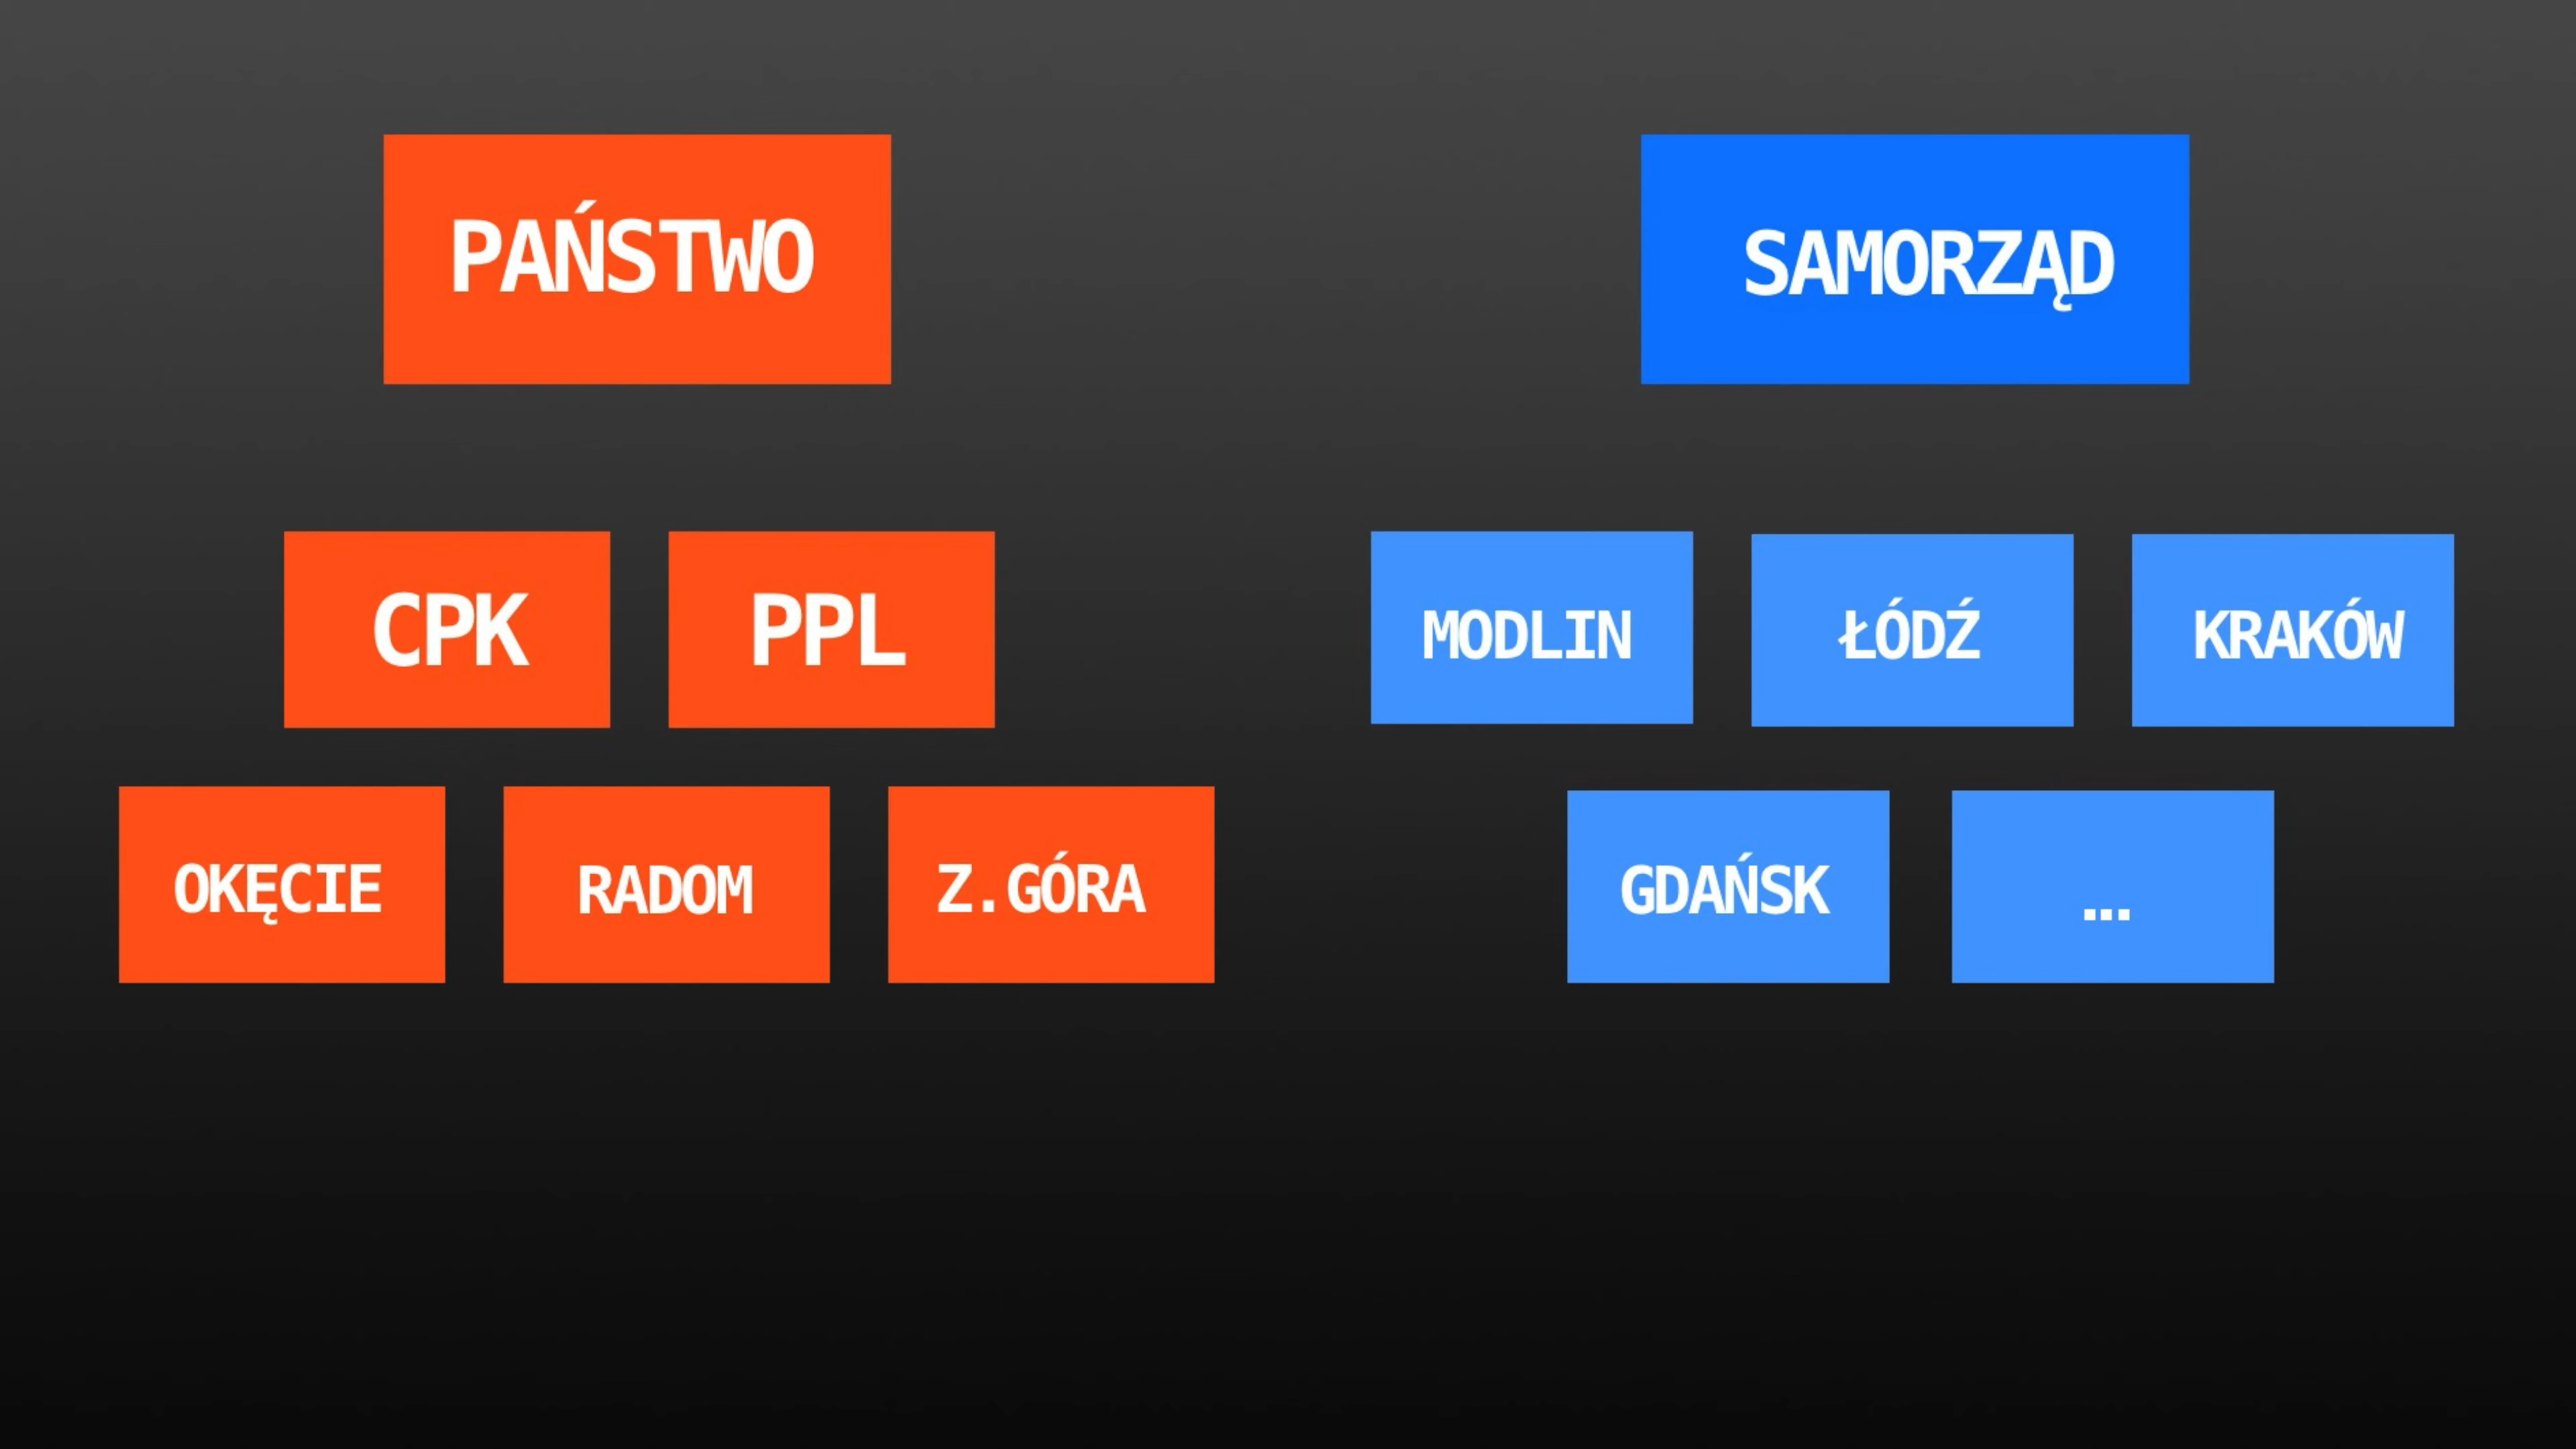 PAŃSTWO
SAMORZĄD
CPK
PPL
MODLIN
ŁÓDŹ
KRAKÓW
OKĘCIE
RADOM
Z.GÓRA
GDAŃSK
...